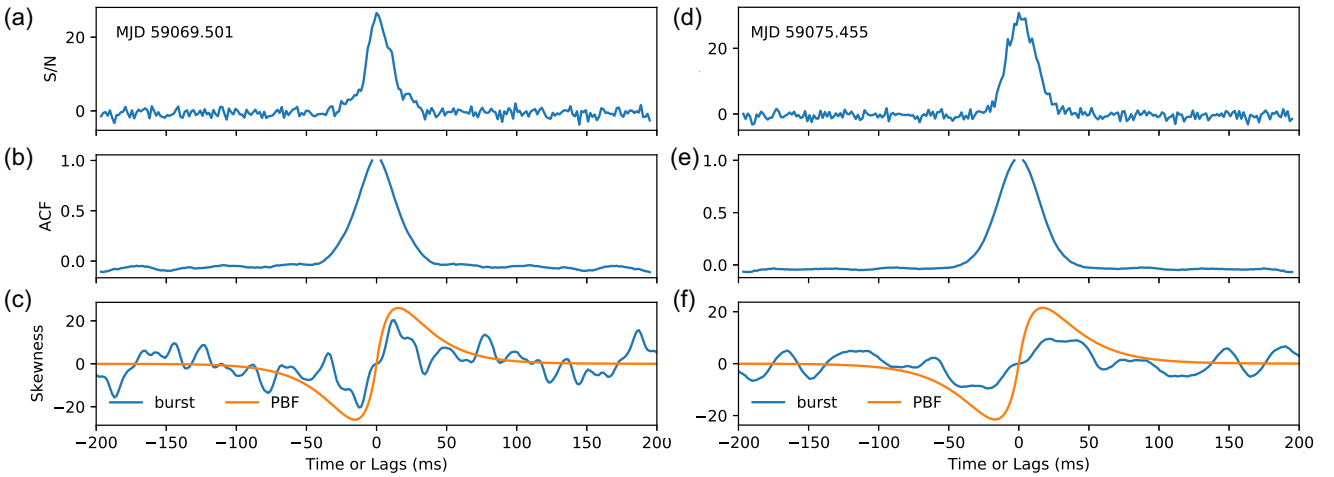 (a)
MJD 59069.501
S/N
20
0
(b)
ACF
1.0
0.5
0.0
(c)
Skewness
20
0
−20
burst
PBF
−200 −150 −100 −50 0 50 100 150 200
Time or Lags (ms)
(d)
MJD 59075.455
20
0
(e)
1.0
0.5
0.0
(f)
20
0
−20
burst
PBF
−200 −150 −100 −50 0 50 100 150 200
Time or Lags (ms)